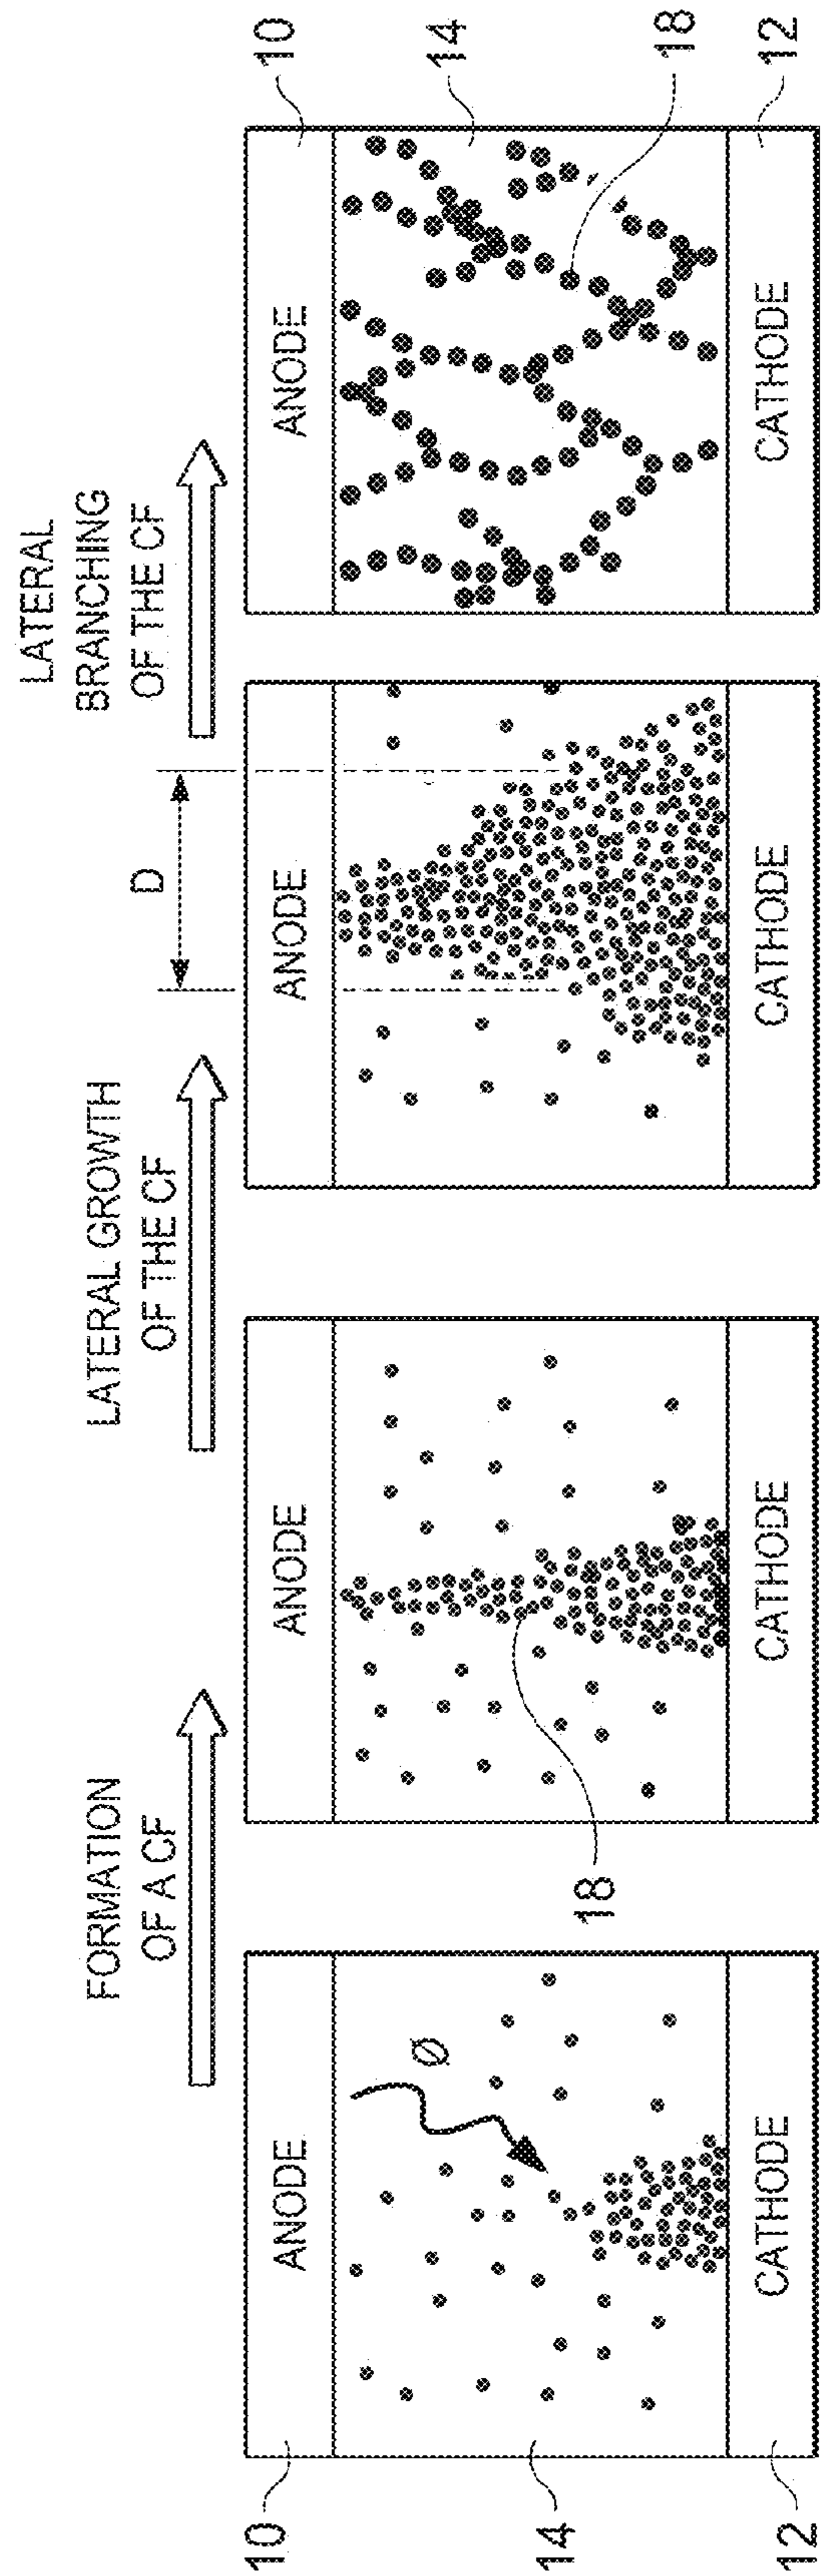 FORMATION
OF A CF
LATERAL GROWTH
OF THE CF
LATERAL
BRANCHING
OF THE CF
D
10
ANODE
ANODE
ANODE
ANODE
10
Ø
14
14
18
18
12
CATHODE
CATHODE
CATHODE
CATHODE
12